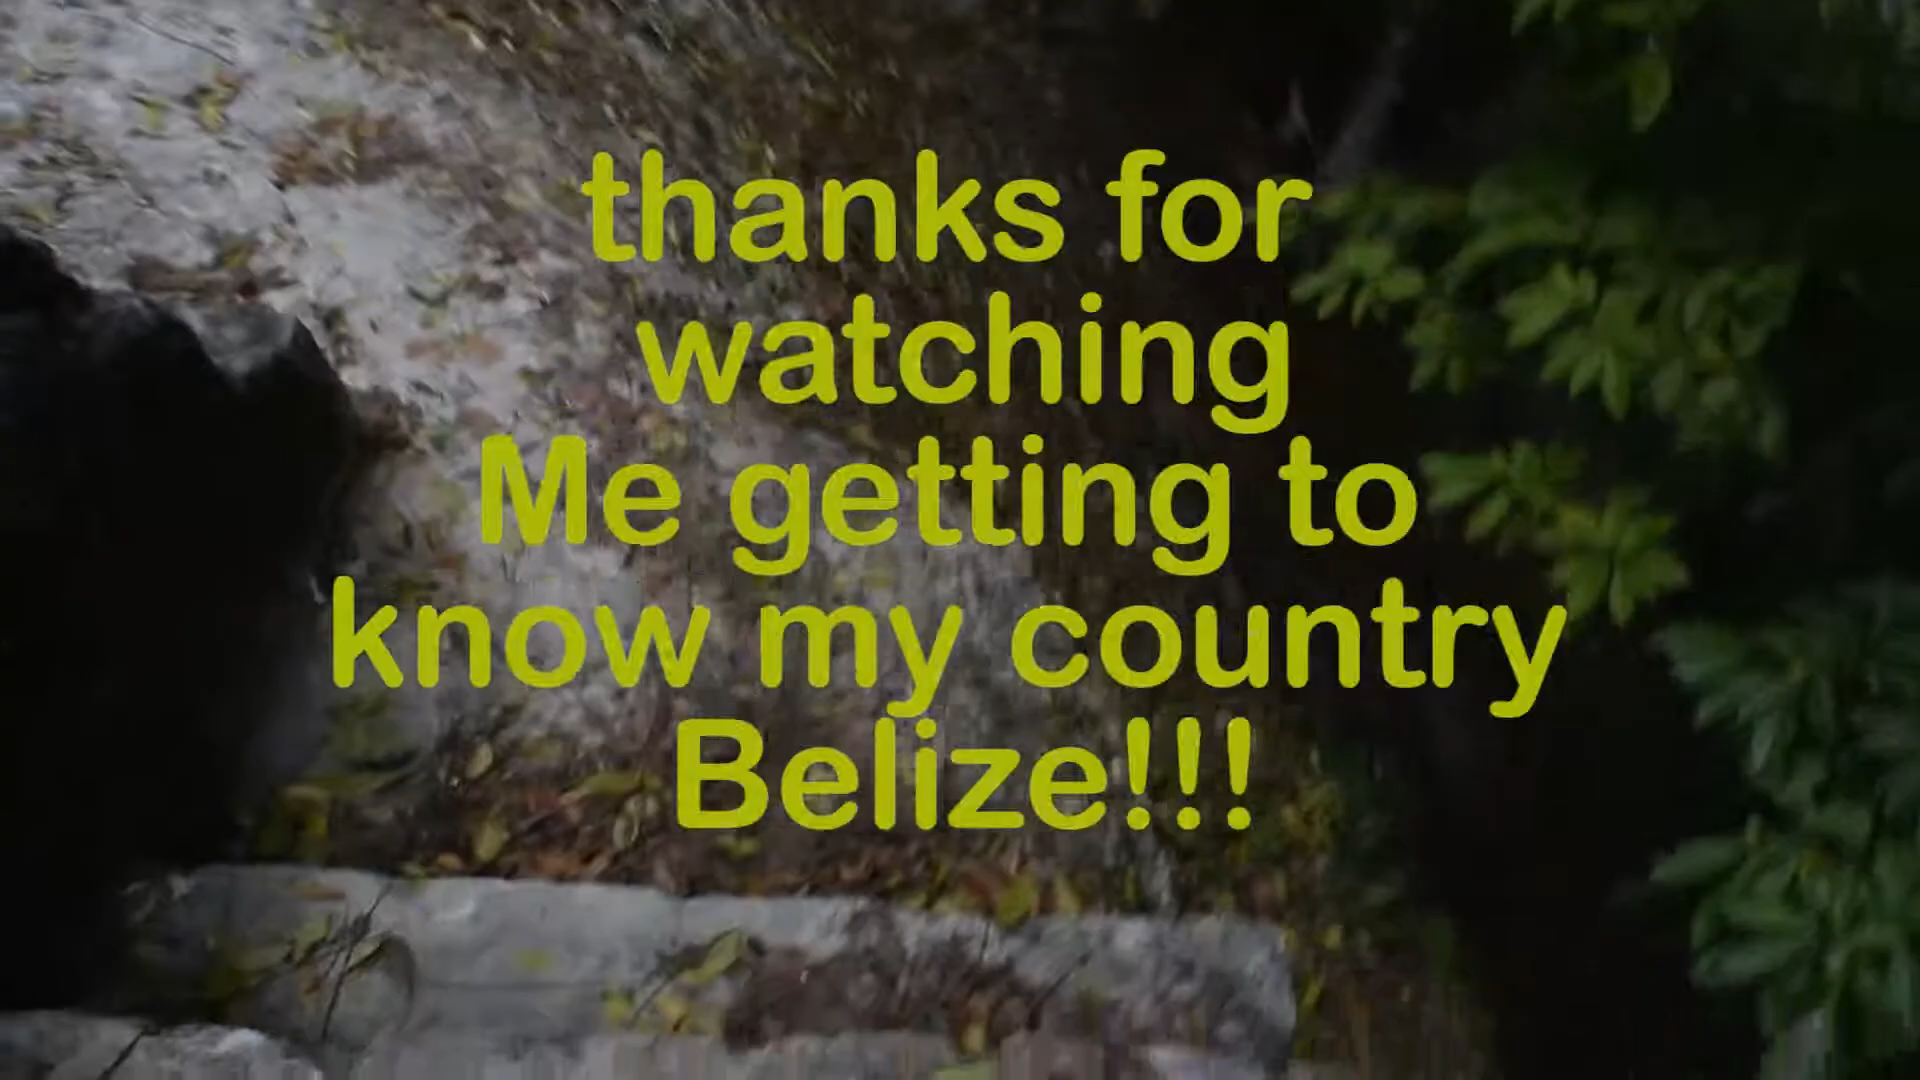 thanks for
watching
Me getting to
know my country
Belize!!!